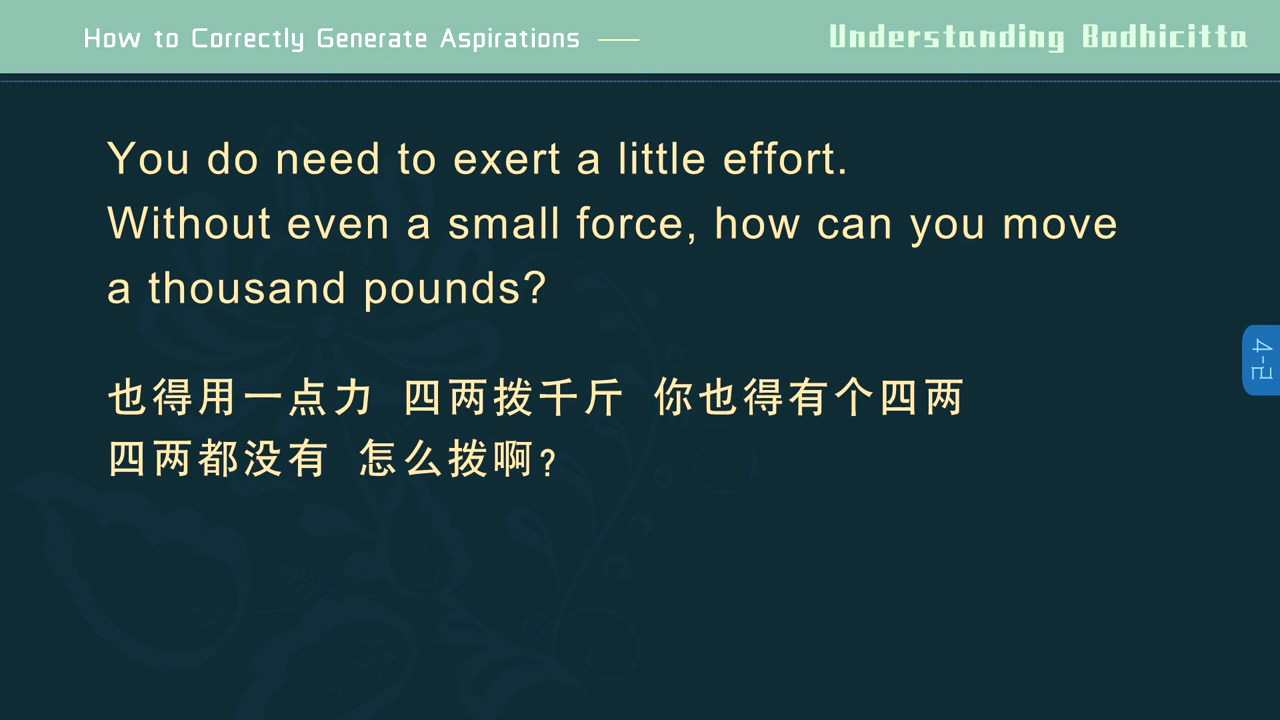 How to Correctly Generate Aspirations
Understanding Bodhicitta
You do need to exert a little effort.
Without even a small force, how can you move
a thousand pounds?
也得用一点力 四两拨千斤 你也得有个四两
四两都没有 怎么拨啊?